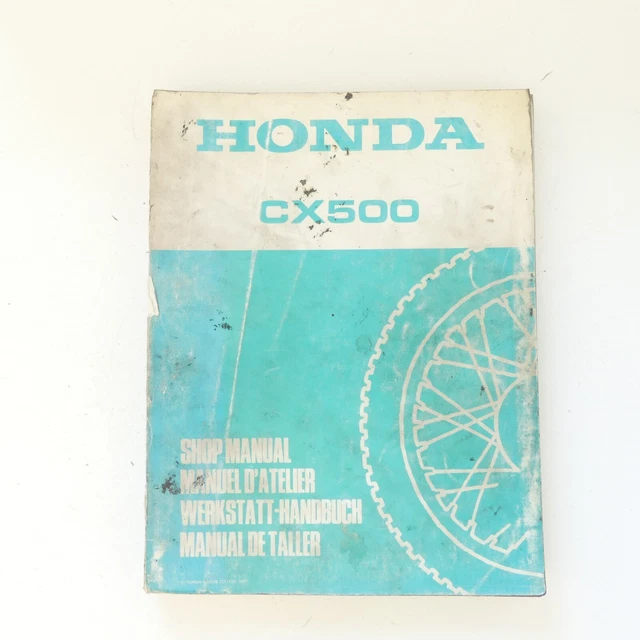 HONDA
CX500
SHOP MANUAL
MANUEL D'ATELIER
WERKSTATT-HANDBUCH
MANUAL DE TALLER